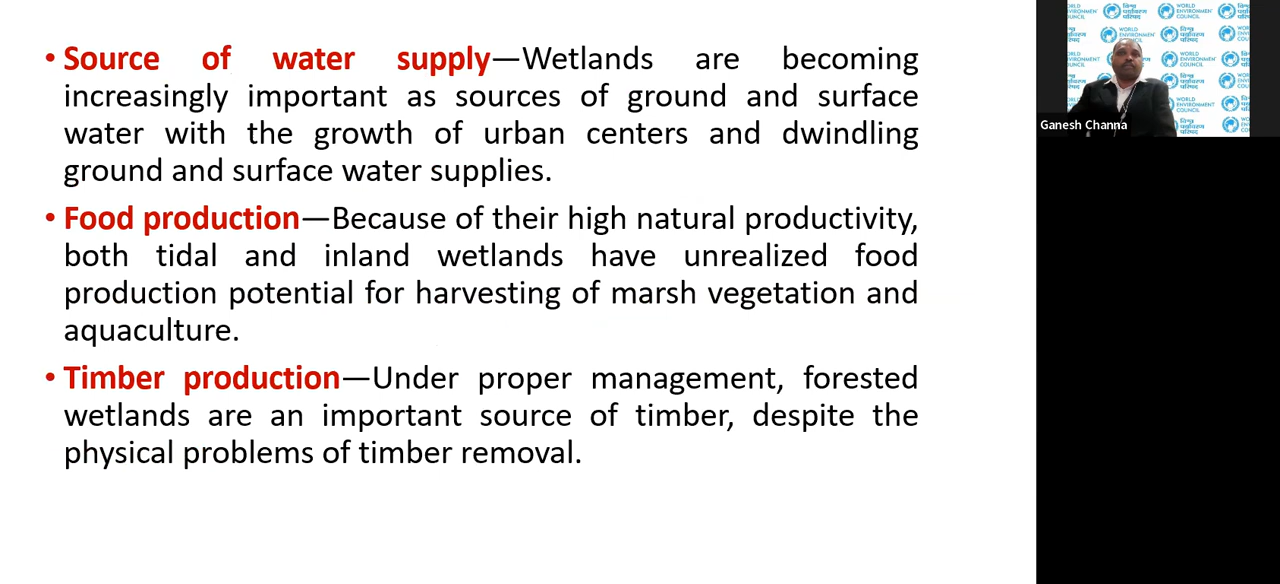 • Source of water supply—Wetlands are becoming
increasingly important as sources of ground and surface
water with the growth of urban centers and dwindling
ground and surface water supplies.
• Food production—Because of their high natural productivity,
both tidal and inland wetlands have unrealized food
production potential for harvesting of marsh vegetation and
aquaculture.
• Timber production—Under proper management, forested
wetlands are an important source of timber, despite the
physical problems of timber removal.
WORLD
ENVIRONMENT
COUNCIL
विश्व
पर्यावरण
परिषद
Ganesh Channa